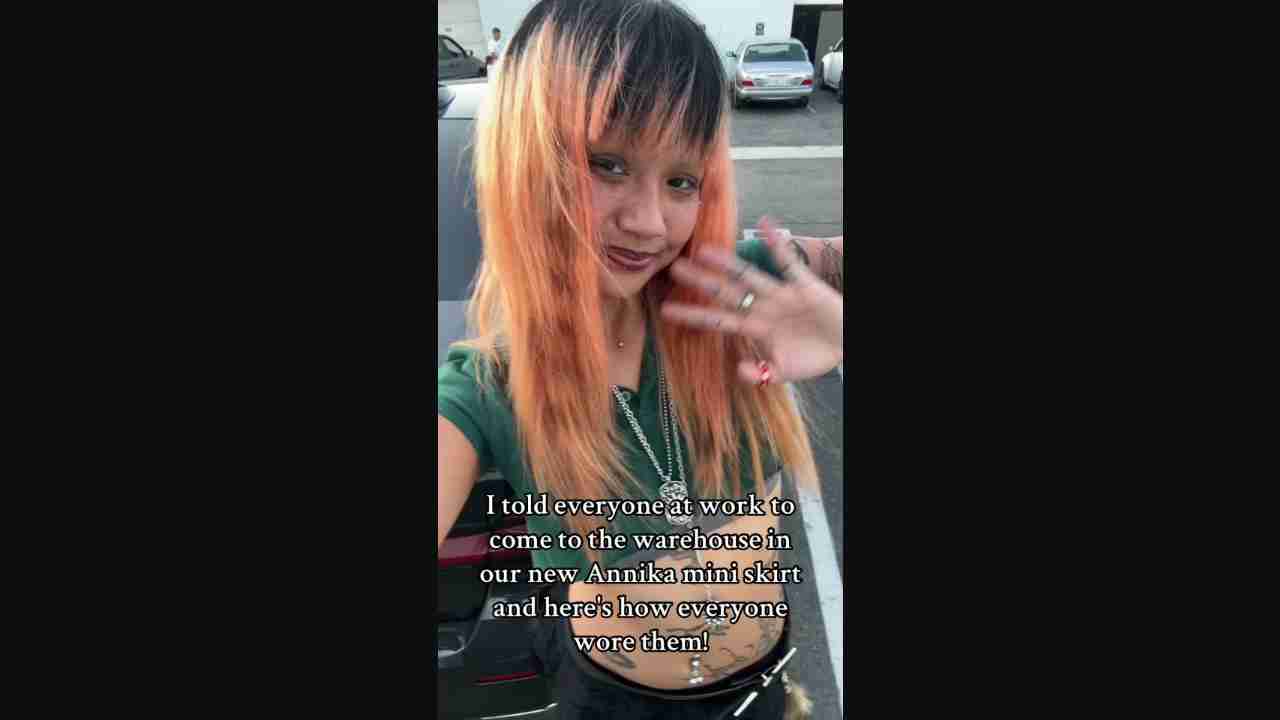 I told everyone at work to
come to the warehouse in
our new Annika mini skirt
and here's how everyone
wore them!